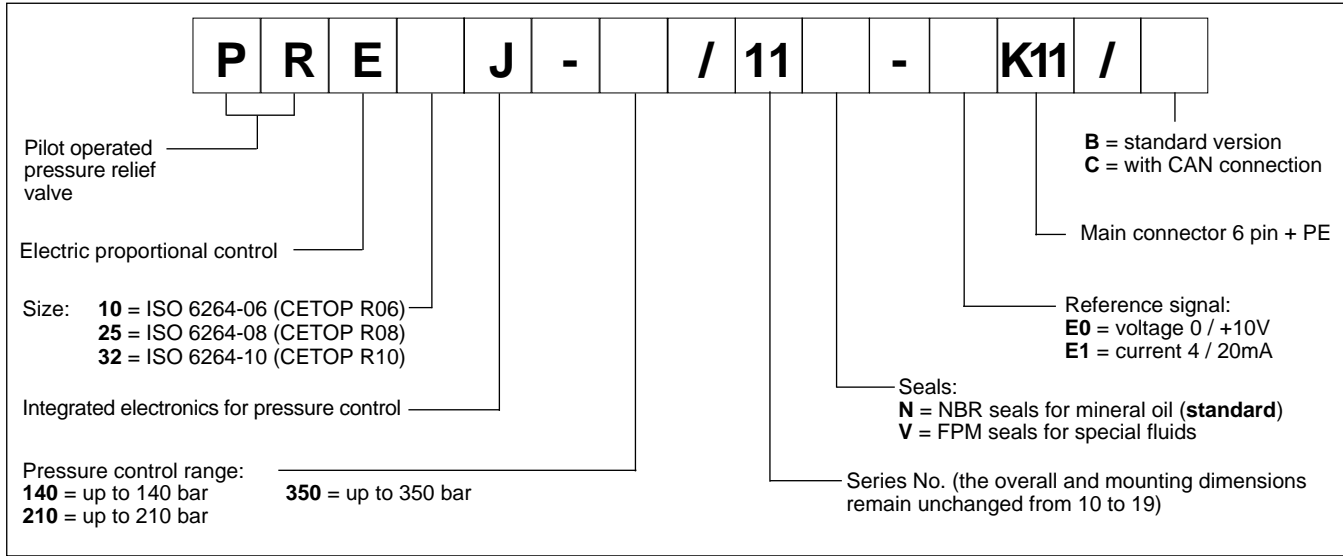 P R E J - / 11 - K11 /
Pilot operated
pressure relief
valve
B = standard version
C = with CAN connection
Main connector 6 pin + PE
Electric proportional control
Size: 10 = ISO 6264-06 (CETOP R06)
25 = ISO 6264-08 (CETOP R08)
32 = ISO 6264-10 (CETOP R10)
Reference signal:
E0 = voltage 0 / +10V
E1 = current 4 / 20mA
Integrated electronics for pressure control
Seals:
N = NBR seals for mineral oil (standard)
V = FPM seals for special fluids
Pressure control range:
140 = up to 140 bar 350 = up to 350 bar
210 = up to 210 bar
Series No. (the overall and mounting dimensions
remain unchanged from 10 to 19)